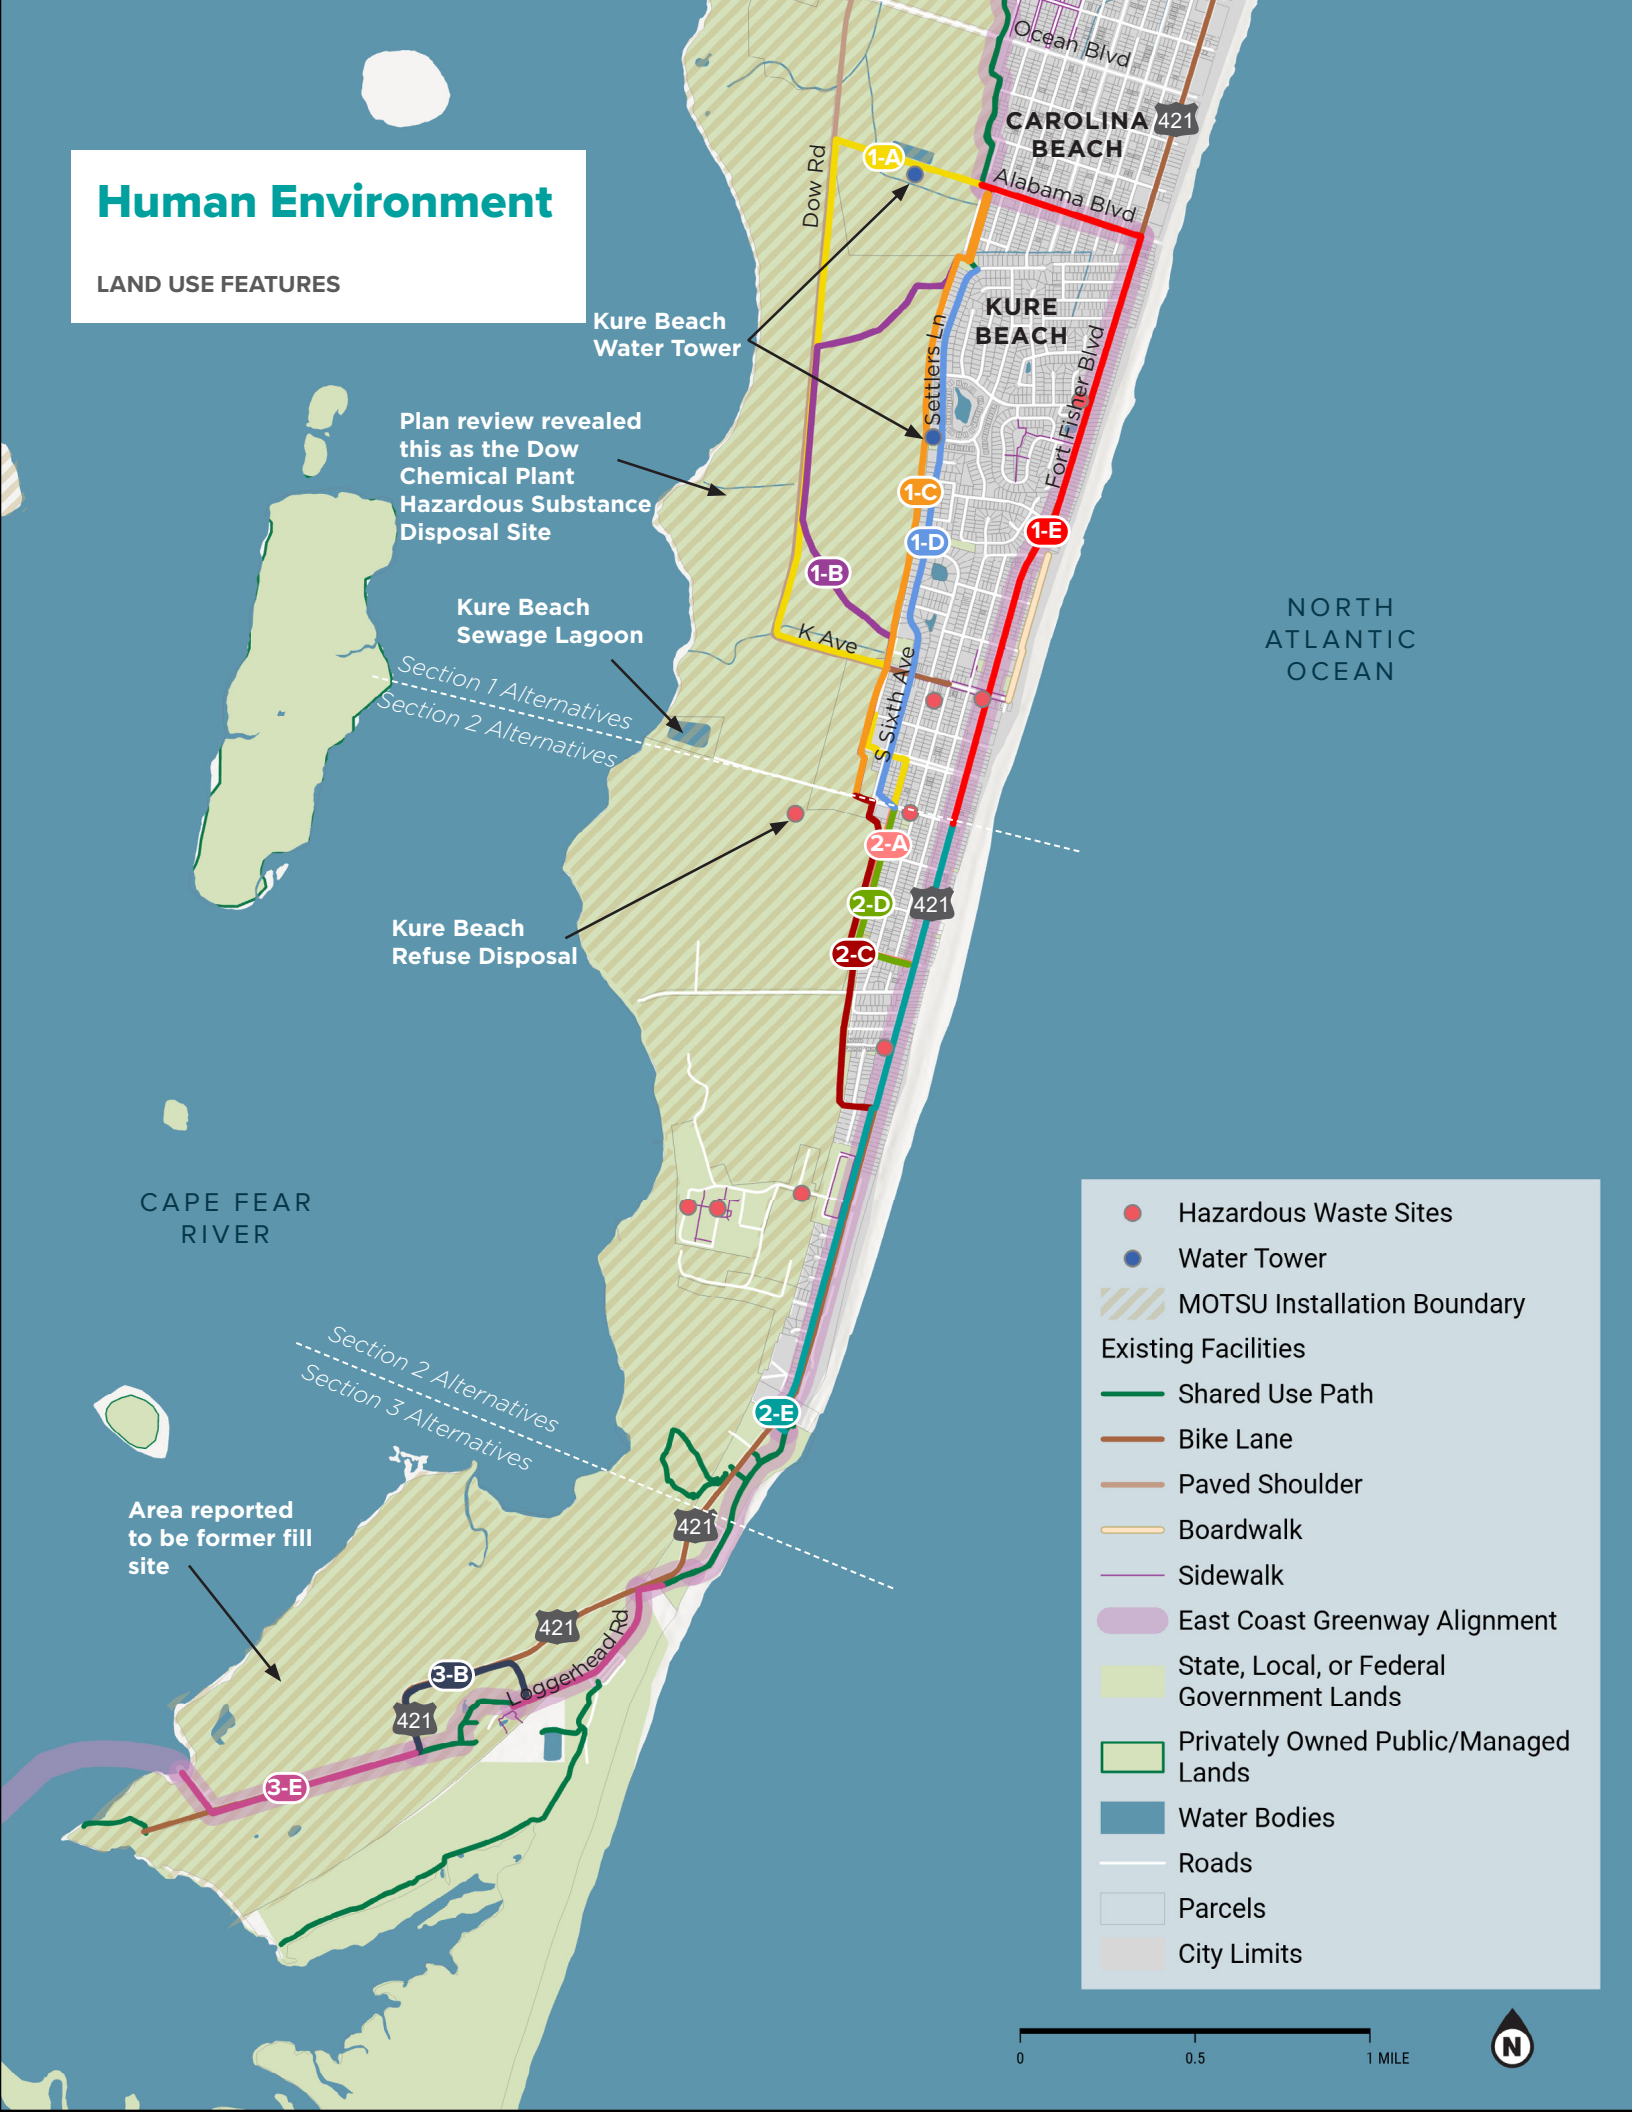 Ocean Blvd
CAROLINA
BEACH
421
Human Environment
LAND USE FEATURES
1-A
Dow Rd
Alabama Blvd
Kure Beach
Water Tower
KURE
BEACH
Settlers Ln
Fort Fisher Blvd
Plan review revealed
this as the Dow
Chemical Plant
Hazardous Substance
Disposal Site
1-C
1-D
1-E
1-B
Kure Beach
Sewage Lagoon
K Ave
S Sixth Ave
NORTH
ATLANTIC
OCEAN
Section 1 Alternatives
Section 2 Alternatives
2-A
2-D
421
2-C
Kure Beach
Refuse Disposal
CAPE FEAR
RIVER
Section 2 Alternatives
Section 3 Alternatives
2-E
421
Area reported
to be former fill
site
421
Loggerhead Rd
3-B
421
3-E
Hazardous Waste Sites
Water Tower
MOTSU Installation Boundary
Existing Facilities
Shared Use Path
Bike Lane
Paved Shoulder
Boardwalk
Sidewalk
East Coast Greenway Alignment
State, Local, or Federal
Government Lands
Privately Owned Public/Managed
Lands
Water Bodies
Roads
Parcels
City Limits
0 0.5 1 MILE
N